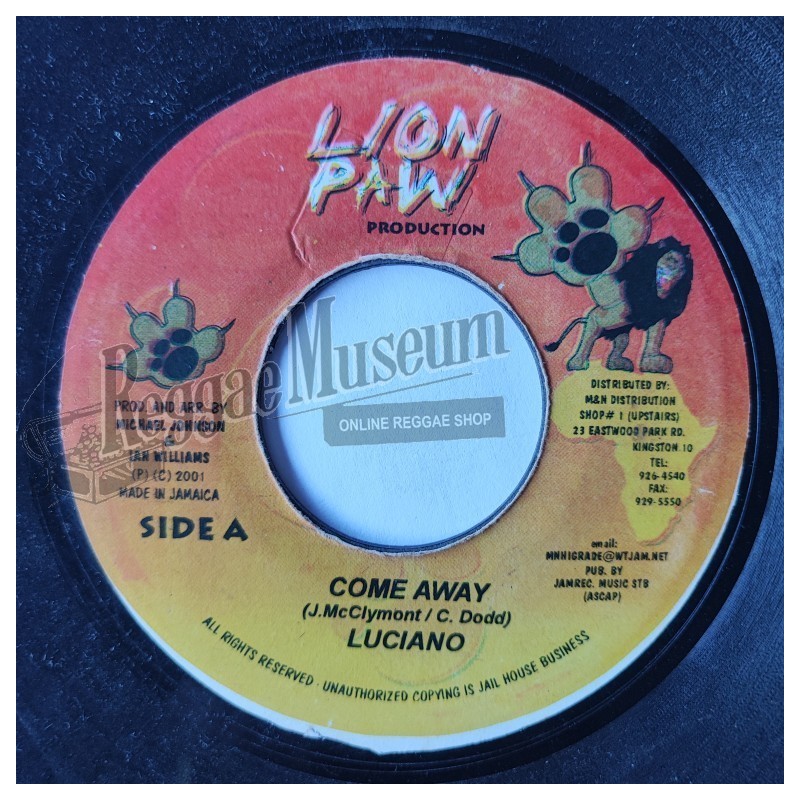 LION
PAW
PRODUCTION
Reggae Museum
ONLINE REGGAE SHOP
PROD. AND ARR. BY
MICHAEL JOHNSON
&
IAN WILLIAMS
(P) (C) 2001
MADE IN JAMAICA
SIDE A
DISTRIBUTED BY:
M&N DISTRIBUTION
SHOP# 1 (UPSTAIRS)
23 EASTWOOD PARK RD.
KINGSTON 10
TEL:
926-4540
FAX:
929-5550
email:
MNHIGRADE@WTJAM.NET
PUB. BY
JAMREC. MUSIC STB
(ASCAP)
COME AWAY
(J.McClymont / C. Dodd)
LUCIANO
ALL RIGHTS RESERVED · UNAUTHORIZED COPYING IS JAIL HOUSE BUSINESS